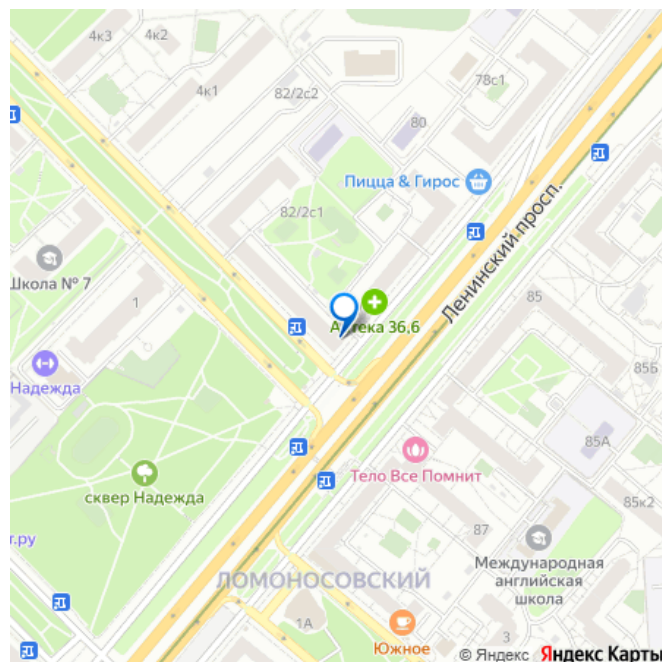 4к3
4к2
4к1
82/2с2
78с1
80
Пицца & Гирос
82/2с1
Ленинский просп.
Школа № 7
1
85
Аптека 36,6
Надежда
85Б
85А
сквер Надежда
Тело Все Помнит
85к2
т.ру
87
Международная
английская
школа
ЛОМОНОСОВСКИЙ
1А
Южное
3
© Яндекс Яндекс Карты